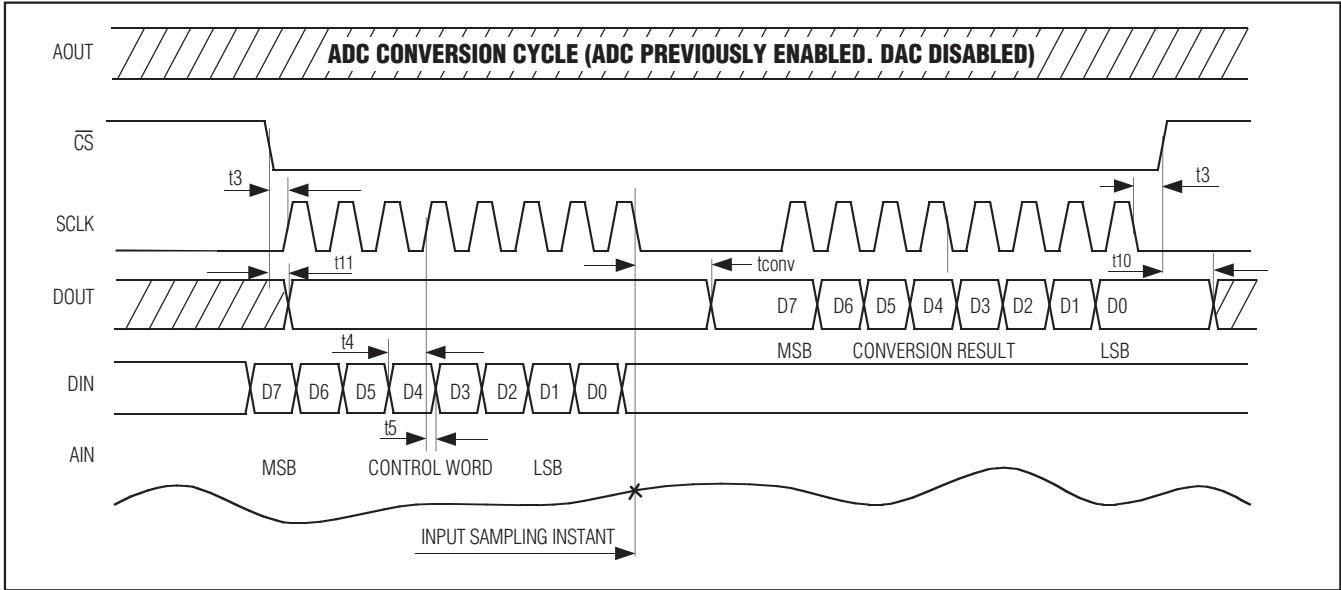 AOUT
ADC CONVERSION CYCLE (ADC PREVIOUSLY ENABLED. DAC DISABLED)
CS
t3
t3
SCLK
t11
tconv
t10
DOUT
D7 D6 D5 D4 D3 D2 D1 D0
MSB CONVERSION RESULT LSB
t4
DIN
D7 D6 D5 D4 D3 D2 D1 D0
t5
AIN
MSB CONTROL WORD LSB
INPUT SAMPLING INSTANT